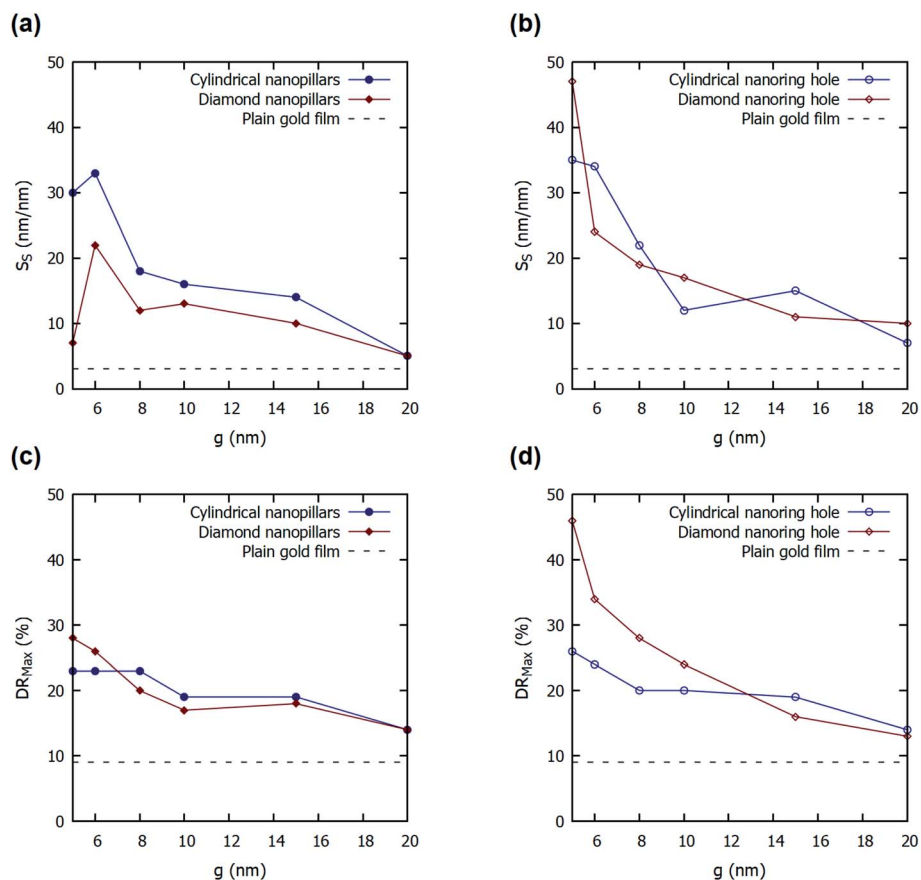 (a)
50
40
30
20
10
0
S_S (nm/nm)
Cylindrical nanopillars
Diamond nanopillars
Plain gold film
6 8 10 12 14 16 18 20
g (nm)
(b)
50
40
30
20
10
0
S_S (nm/nm)
Cylindrical nanoring hole
Diamond nanoring hole
Plain gold film
6 8 10 12 14 16 18 20
g (nm)
(c)
50
40
30
20
10
0
DR_Max (%)
Cylindrical nanopillars
Diamond nanopillars
Plain gold film
6 8 10 12 14 16 18 20
g (nm)
(d)
50
40
30
20
10
0
DR_Max (%)
Cylindrical nanoring hole
Diamond nanoring hole
Plain gold film
6 8 10 12 14 16 18 20
g (nm)